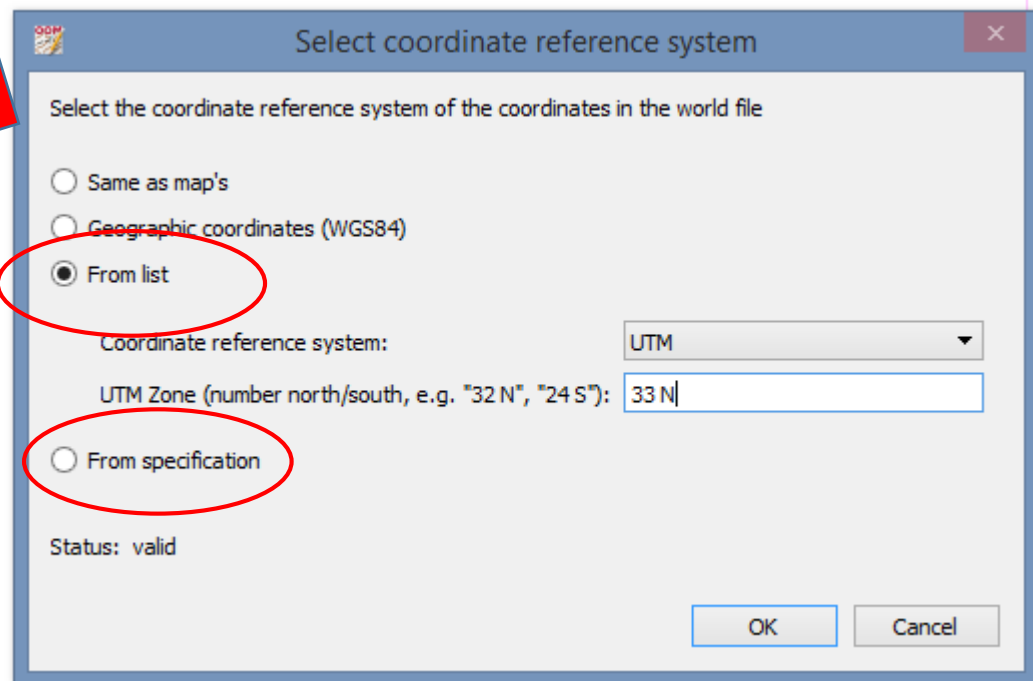 OOM
Select coordinate reference system
Select the coordinate reference system of the coordinates in the world file
Same as map's
Geographic coordinates (WGS84)
From list
Coordinate reference system: UTM
UTM Zone (number north/south, e.g. "32 N", "24 S"): 33 N
From specification
Status: valid
OK Cancel